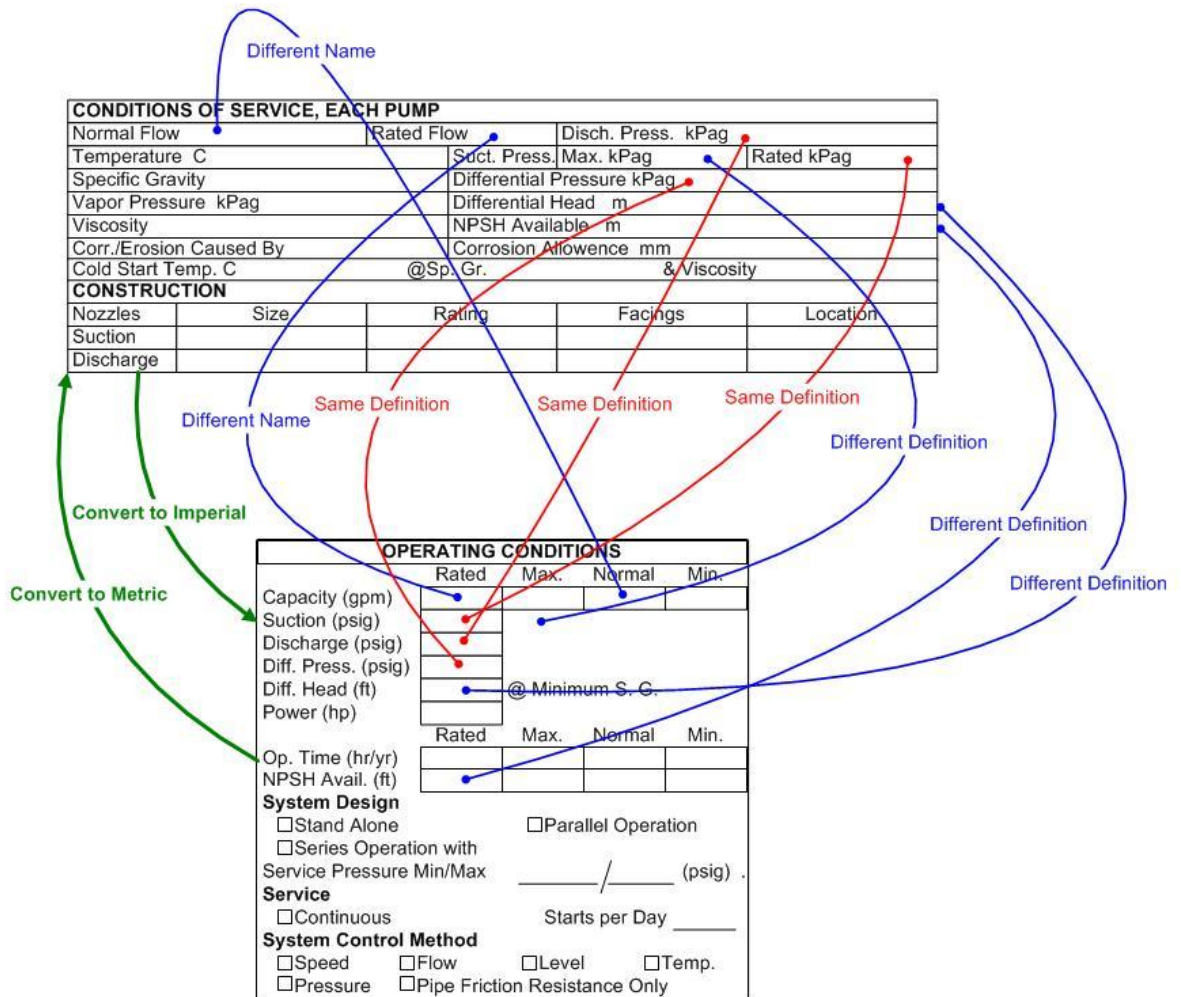 Different Name
CONDITIONS OF SERVICE, EACH PUMP
Normal Flow Rated Flow Disch. Press. kPag
Temperature C Suct. Press. Max. kPag Rated kPag
Specific Gravity Differential Pressure kPag
Vapor Pressure kPag Differential Head m
Viscosity NPSH Available m
Corr./Erosion Caused By Corrosion Allowence mm
Cold Start Temp. C @Sp. Gr. & Viscosity
CONSTRUCTION
Nozzles Size Rating Facings Location
Suction
Discharge
Different Name Same Definition Same Definition Same Definition Different Definition
Convert to Imperial Different Definition
Convert to Metric Different Definition
OPERATING CONDITIONS
Rated Max. Normal Min.
Capacity (gpm)
Suction (psig)
Discharge (psig)
Diff. Press. (psig)
Diff. Head (ft) @ Minimum S. G.
Power (hp)
Rated Max. Normal Min.
Op. Time (hr/yr)
NPSH Avail. (ft)
System Design
Stand Alone Parallel Operation
Series Operation with
Service Pressure Min/Max / (psig) .
Service
Continuous Starts per Day
System Control Method
Speed Flow Level Temp.
Pressure Pipe Friction Resistance Only